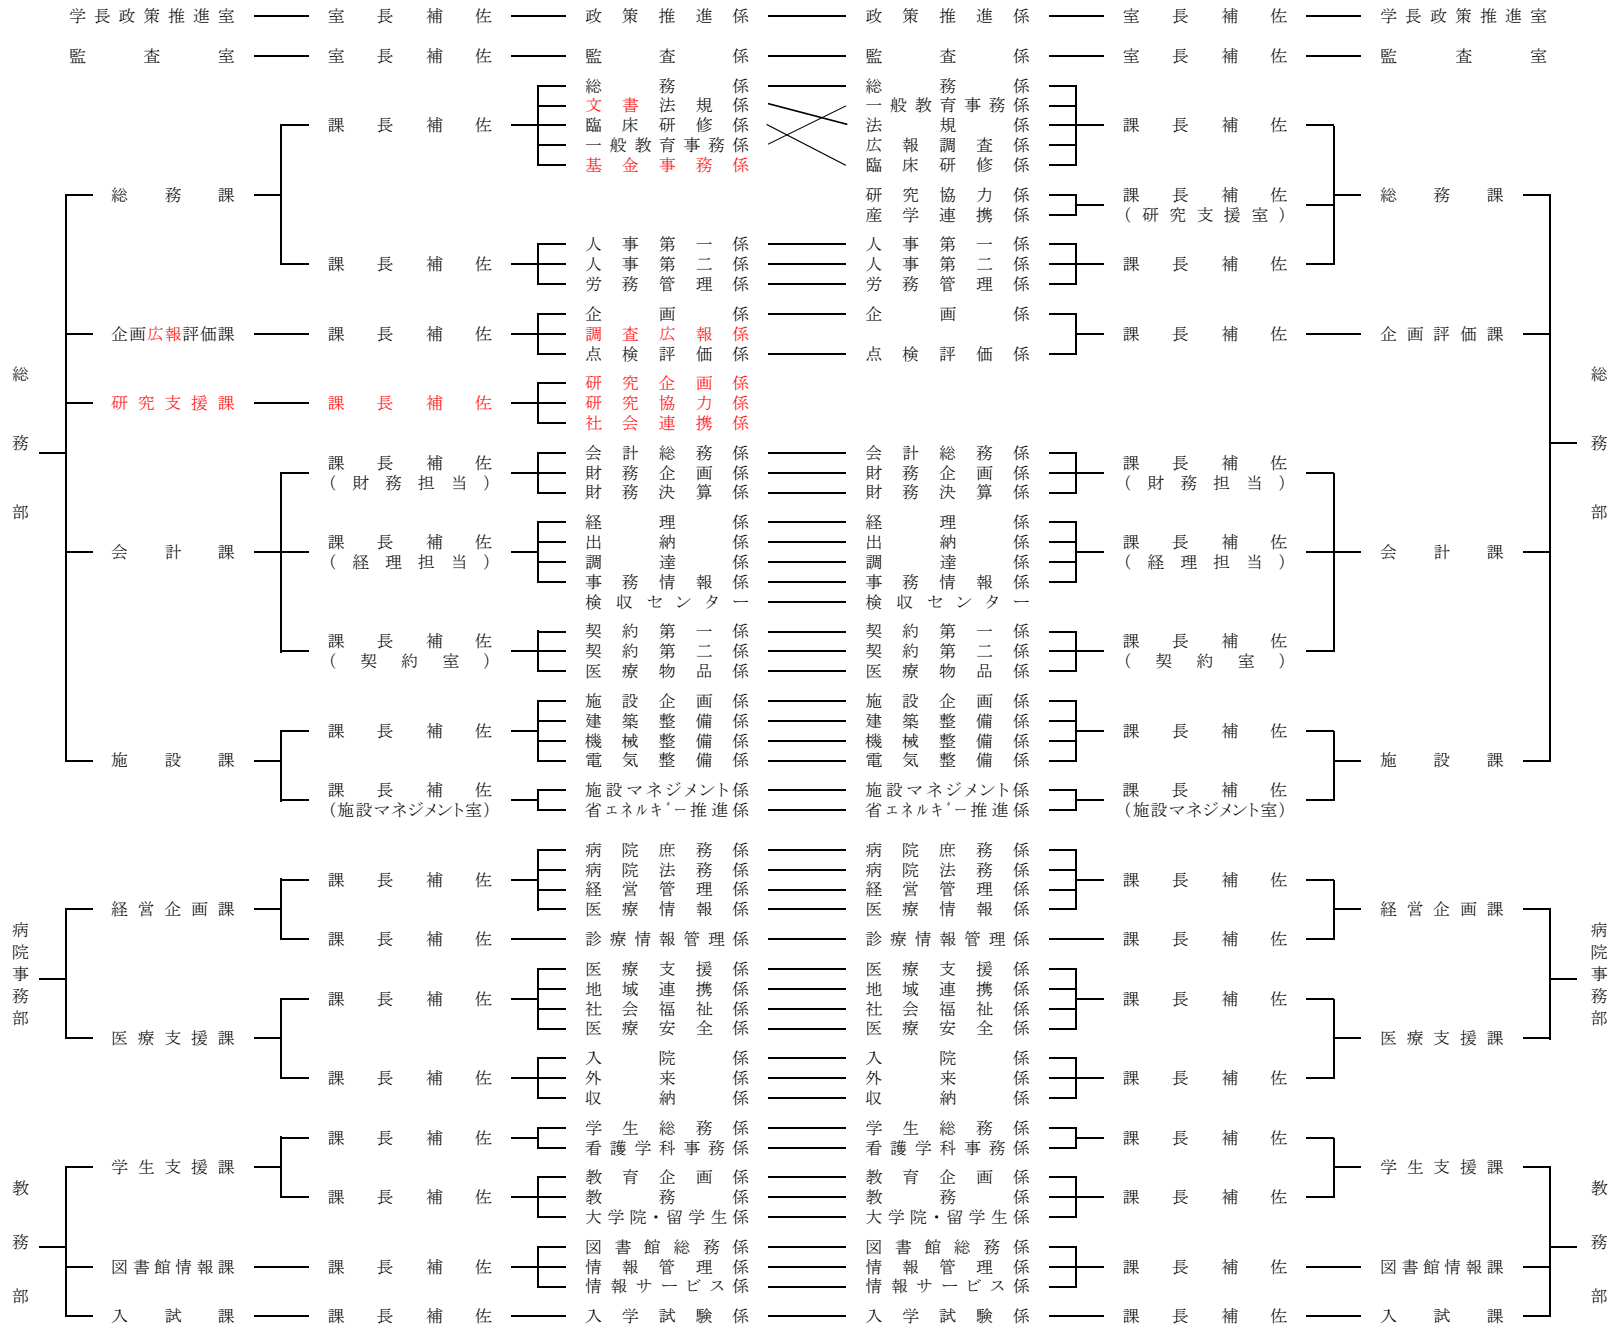 学長政策推進室 室長補佐 政策推進係 政策推進係 室長補佐 学長政策推進室
監査室 室長補佐 監査係 監査係 室長補佐 監査室
総務係 総務係
文書法規係 一般教育事務係
課長補佐 臨床研修係 法規係 課長補佐
一般教育事務係 広報調査係
基金事務係 臨床研修係
総務課 研究協力係 課長補佐 総務課
産学連携係 (研究支援室)
人事第一係 人事第一係
課長補佐 人事第二係 人事第二係 課長補佐
労務管理係 労務管理係
企画係 企画係
企画広報評価課 課長補佐 調査広報係 課長補佐 企画評価課
点検評価係 点検評価係
総務部 総務部
研究企画係
研究支援課 課長補佐 研究協力係
社会連携係
会計総務係 会計総務係
課長補佐 財務企画係 財務企画係 課長補佐
(財務担当) 財務決算係 財務決算係 (財務担当)
経理係 経理係
会計課 課長補佐 出納係 出納係 課長補佐 会計課
(経理担当) 調達係 調達係 (経理担当)
事務情報係 事務情報係
検収センター 検収センター
契約第一係 契約第一係
課長補佐 契約第二係 契約第二係 課長補佐
(契約室) 医療物品係 医療物品係 (契約室)
施設企画係 施設企画係
建築整備係 建築整備係
課長補佐 機械整備係 機械整備係 課長補佐
施設課 電気整備係 電気整備係 施設課
課長補佐 施設マネジメント係 施設マネジメント係 課長補佐
(施設マネジメント室) 省エネルギー推進係 省エネルギー推進係 (施設マネジメント室)
病院庶務係 病院庶務係
課長補佐 病院法務係 病院法務係 課長補佐
経営管理係 経営管理係
経営企画課 医療情報係 医療情報係 経営企画課
課長補佐 診療情報管理係 診療情報管理係 課長補佐
病院事務部 病院事務部
医療支援係 医療支援係
地域連携係 地域連携係
課長補佐 社会福祉係 社会福祉係 課長補佐
医療安全係 医療安全係
医療支援課 医療支援課
入院係 入院係
課長補佐 外来係 外来係 課長補佐
収納係 収納係
学生総務係 学生総務係
課長補佐 看護学科事務係 看護学科事務係 課長補佐
学生支援課 学生支援課
教育企画係 教育企画係
課長補佐 教務係 教務係 課長補佐
大学院・留学生係 大学院・留学生係
教務部 教務部
図書館総務係 図書館総務係
図書館情報課 課長補佐 情報管理係 情報管理係 課長補佐 図書館情報課
情報サービス係 情報サービス係
入試課 課長補佐 入学試験係 入学試験係 課長補佐 入試課